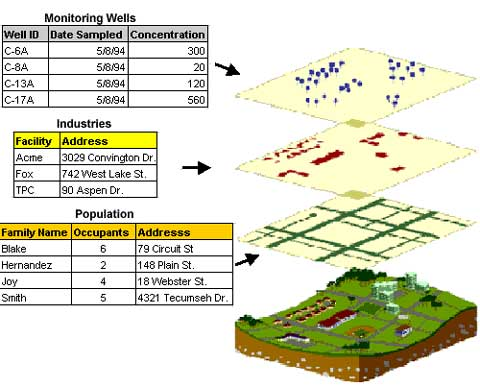 Monitoring Wells
Well ID Date Sampled Concentration
C-6A 5/8/94 300
C-8A 5/8/94 20
C-13A 5/8/94 120
C-17A 5/8/94 560
Industries
Facility Address
Acme 3029 Convington Dr.
Fox 742 West Lake St.
TPC 90 Aspen Dr.
Population
Family Name Occupants Addresss
Blake 6 79 Circuit St
Hernandez 2 148 Plain St.
Joy 4 18 Webster St.
Smith 5 4321 Tecunseh Dr.